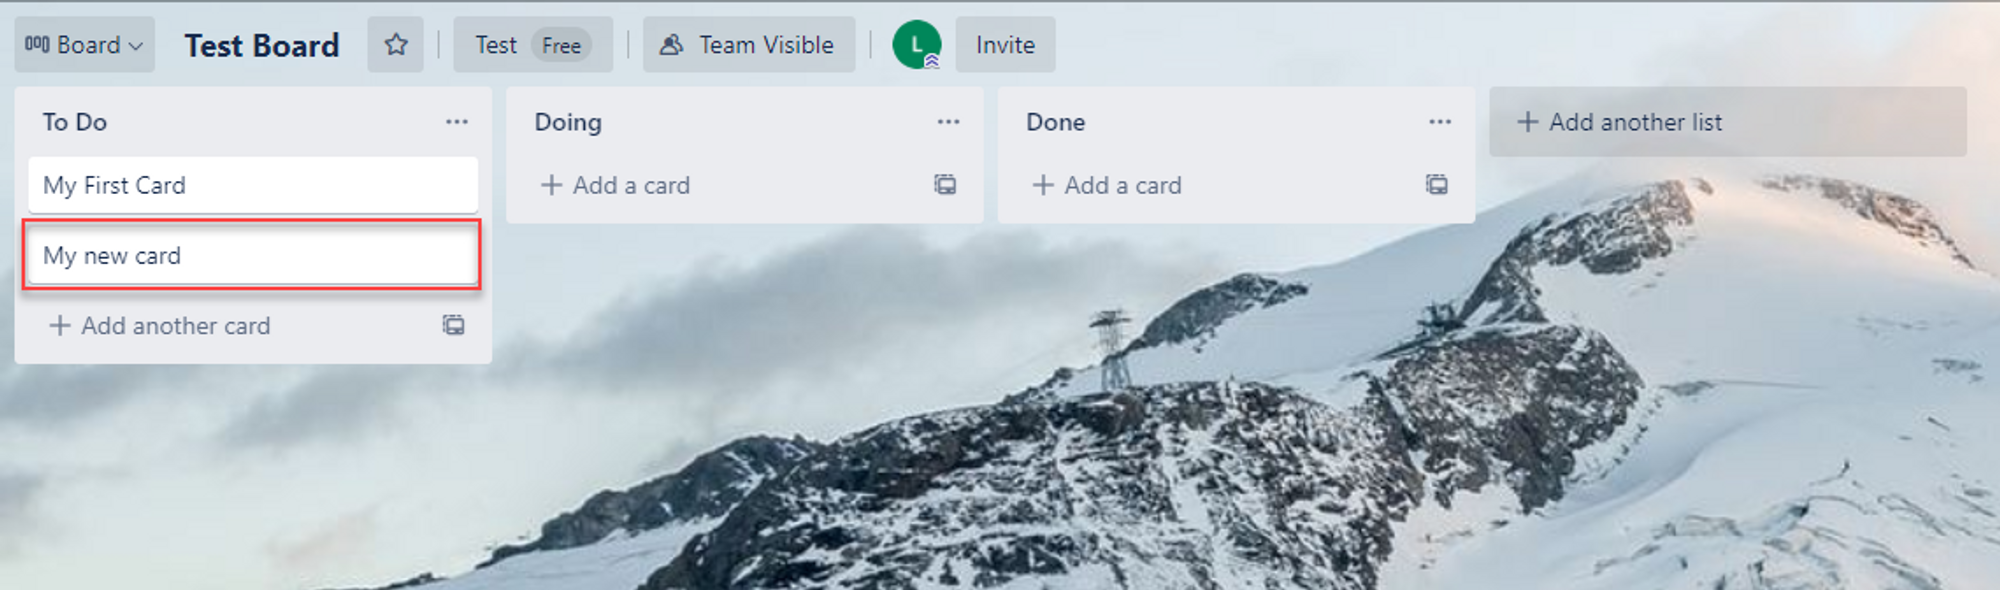 Board
Test Board
Test Free
Team Visible
L
Invite
To Do
My First Card
My new card
+ Add another card
Doing
+ Add a card
Done
+ Add a card
+ Add another list